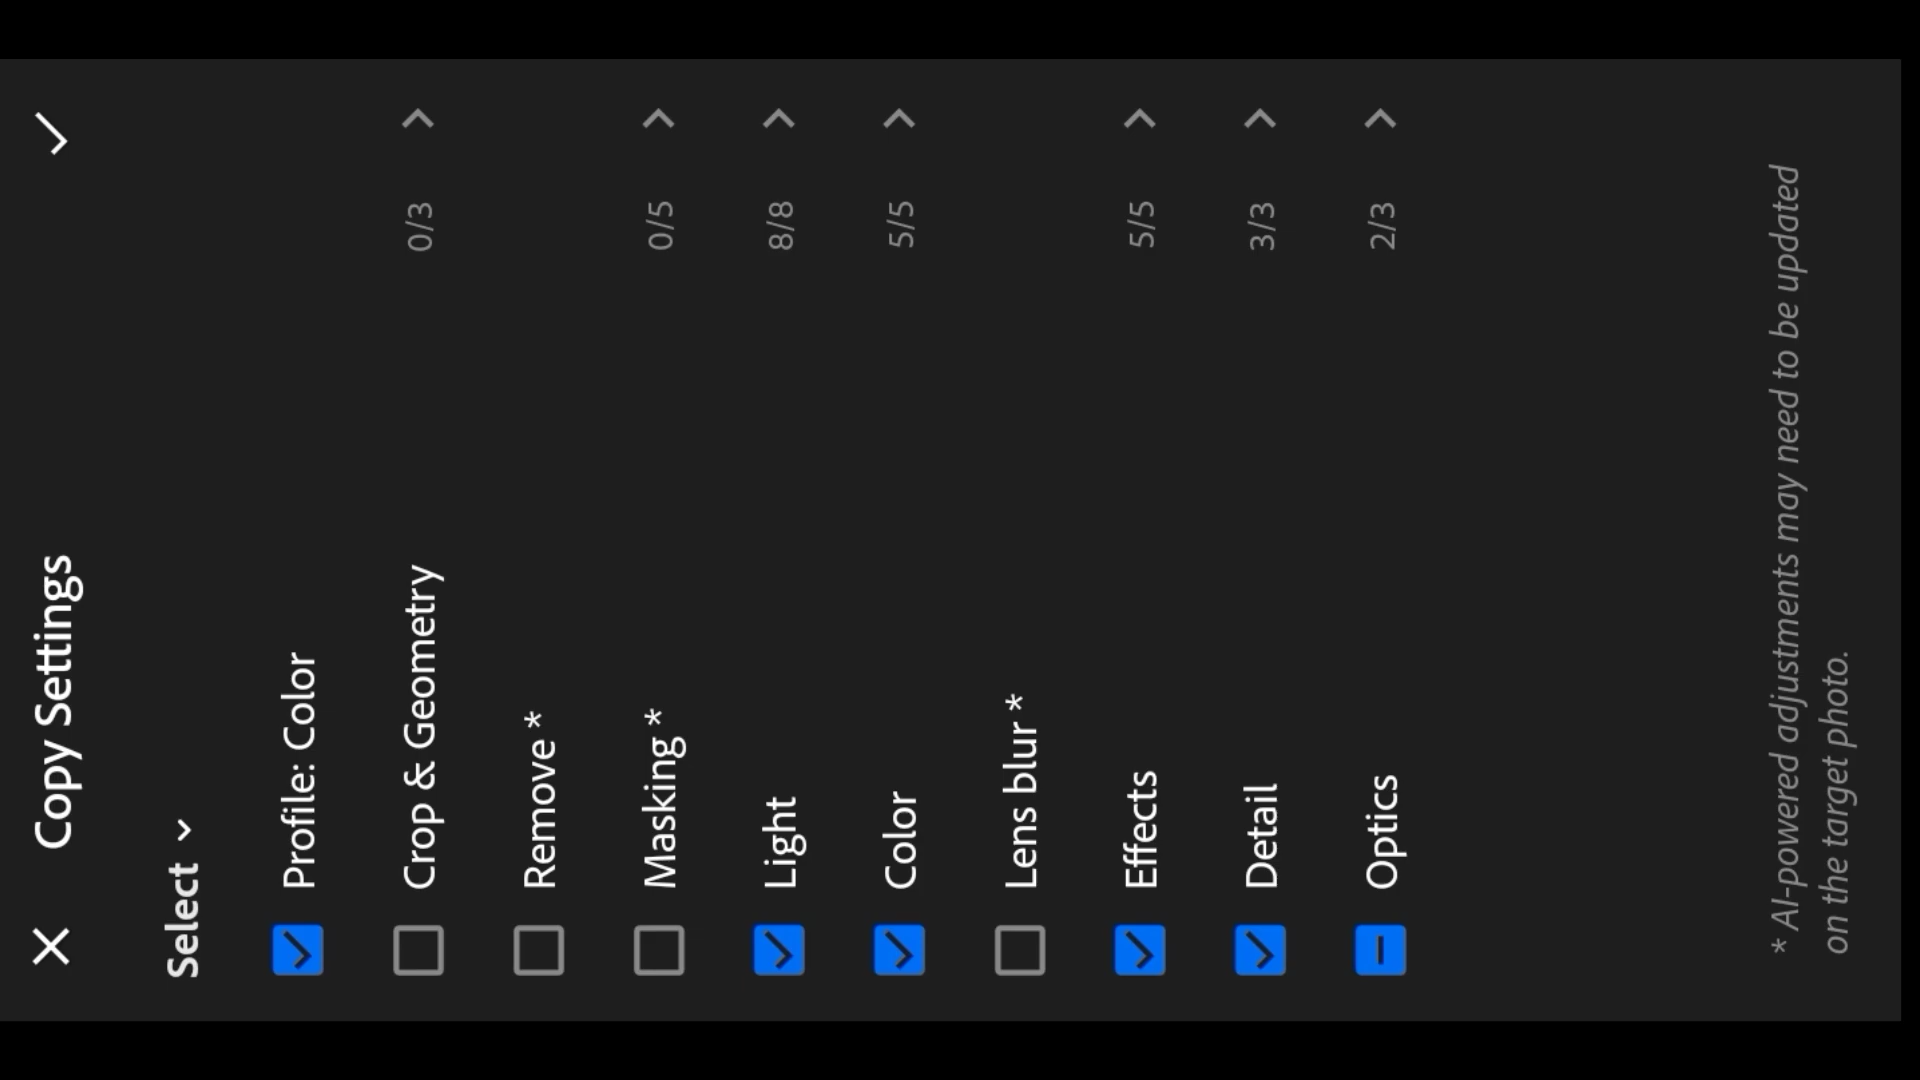 Copy Settings
Select
Profile: Color
Crop & Geometry 0/3
Remove *
Masking * 0/5
Light 8/8
Color 5/5
Lens blur *
Effects 5/5
Detail 3/3
Optics 2/3
* AI-powered adjustments may need to be updated
on the target photo.